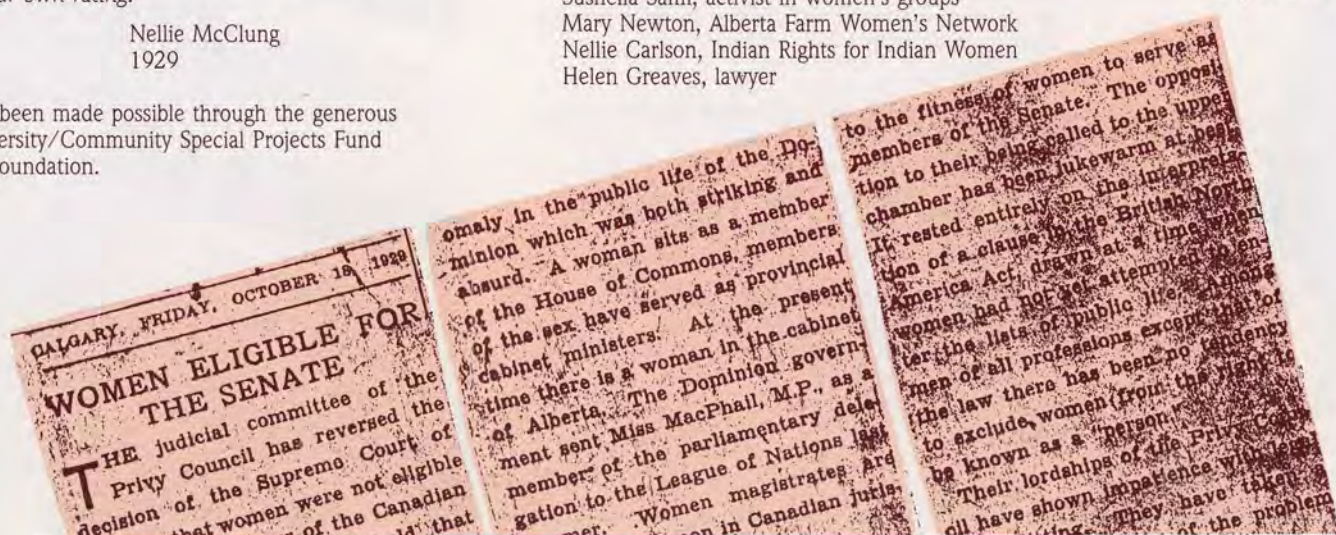 Nellie McClung
1929
been made possible through the generous
ersity/Community Special Projects Fund
oundation.
Mary Newton, Alberta Farm Women's Network
Nellie Carlson, Indian Rights for Indian Women
Helen Greaves, lawyer
CALGARY, FRIDAY, OCTOBER 18, 1929
WOMEN ELIGIBLE FOR
THE SENATE
THE judicial committee of the
Privy Council has reversed the
decision of the Supreme Court of
that women were not eligible
of the Canadian
that
omaly in the public life of the Do-
minion which was both striking and
absurd. A woman sits as a member
of the House of Commons, members
of the sex have served as provincial
cabinet ministers. At the present
time there is a woman in the cabinet
of Alberta. The Dominion govern-
ment sent Miss MacPhail, M.P., as a
member of the parliamentary dele-
gation to the League of Nations last
mer. Women magistrates are
on in Canadian juris-
to the fitness of women to serve as
members of the Senate. The opposi-
tion to their being called to the upper
chamber has been lukewarm at best.
It rested entirely on the interpreta-
tion of a clause in the British North
America Act, drawn at a time when
women had not yet attempted to en-
ter the lists of public life. Among
men of all professions except that of
the law there has been no tendency
to exclude women from the right to
be known as a "person".
Their lordships of the Privy Coun-
cil have shown impatience with
They have taken
of the problem